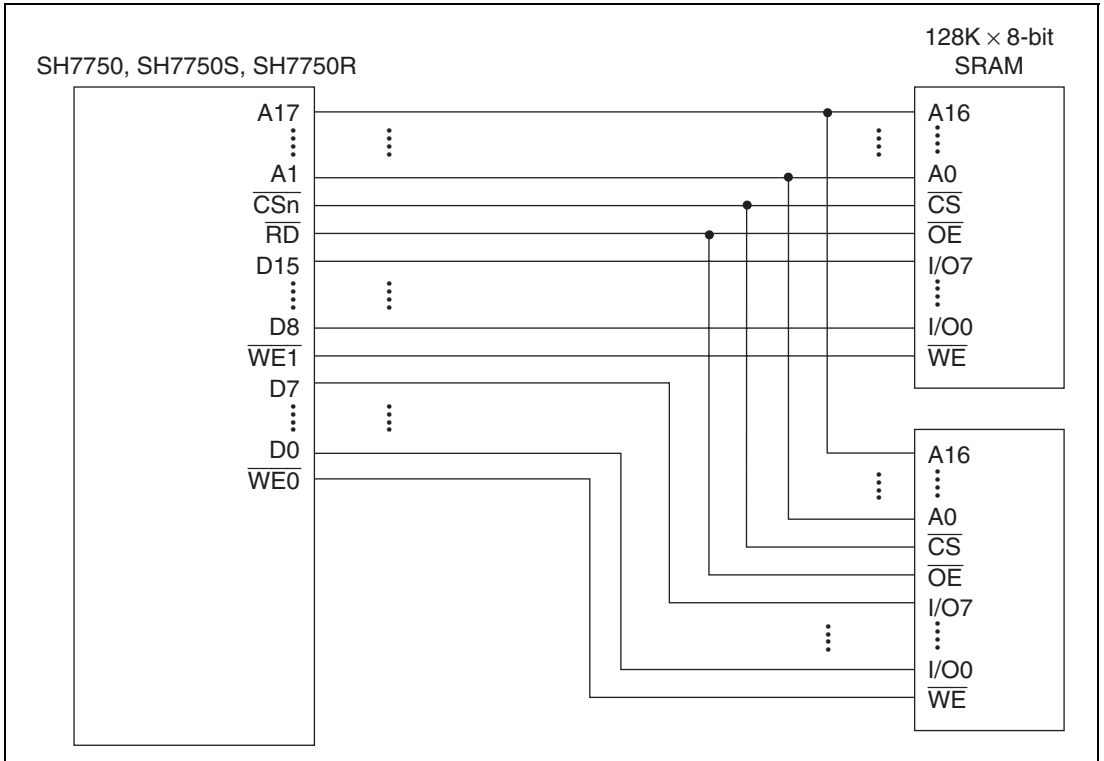 128K × 8-bit
SRAM
SH7750, SH7750S, SH7750R
A17
A1
CSn
RD
D15
D8
WE1
D7
D0
WE0
A16
A0
CS
OE
I/O7
I/O0
WE
A16
A0
CS
OE
I/O7
I/O0
WE